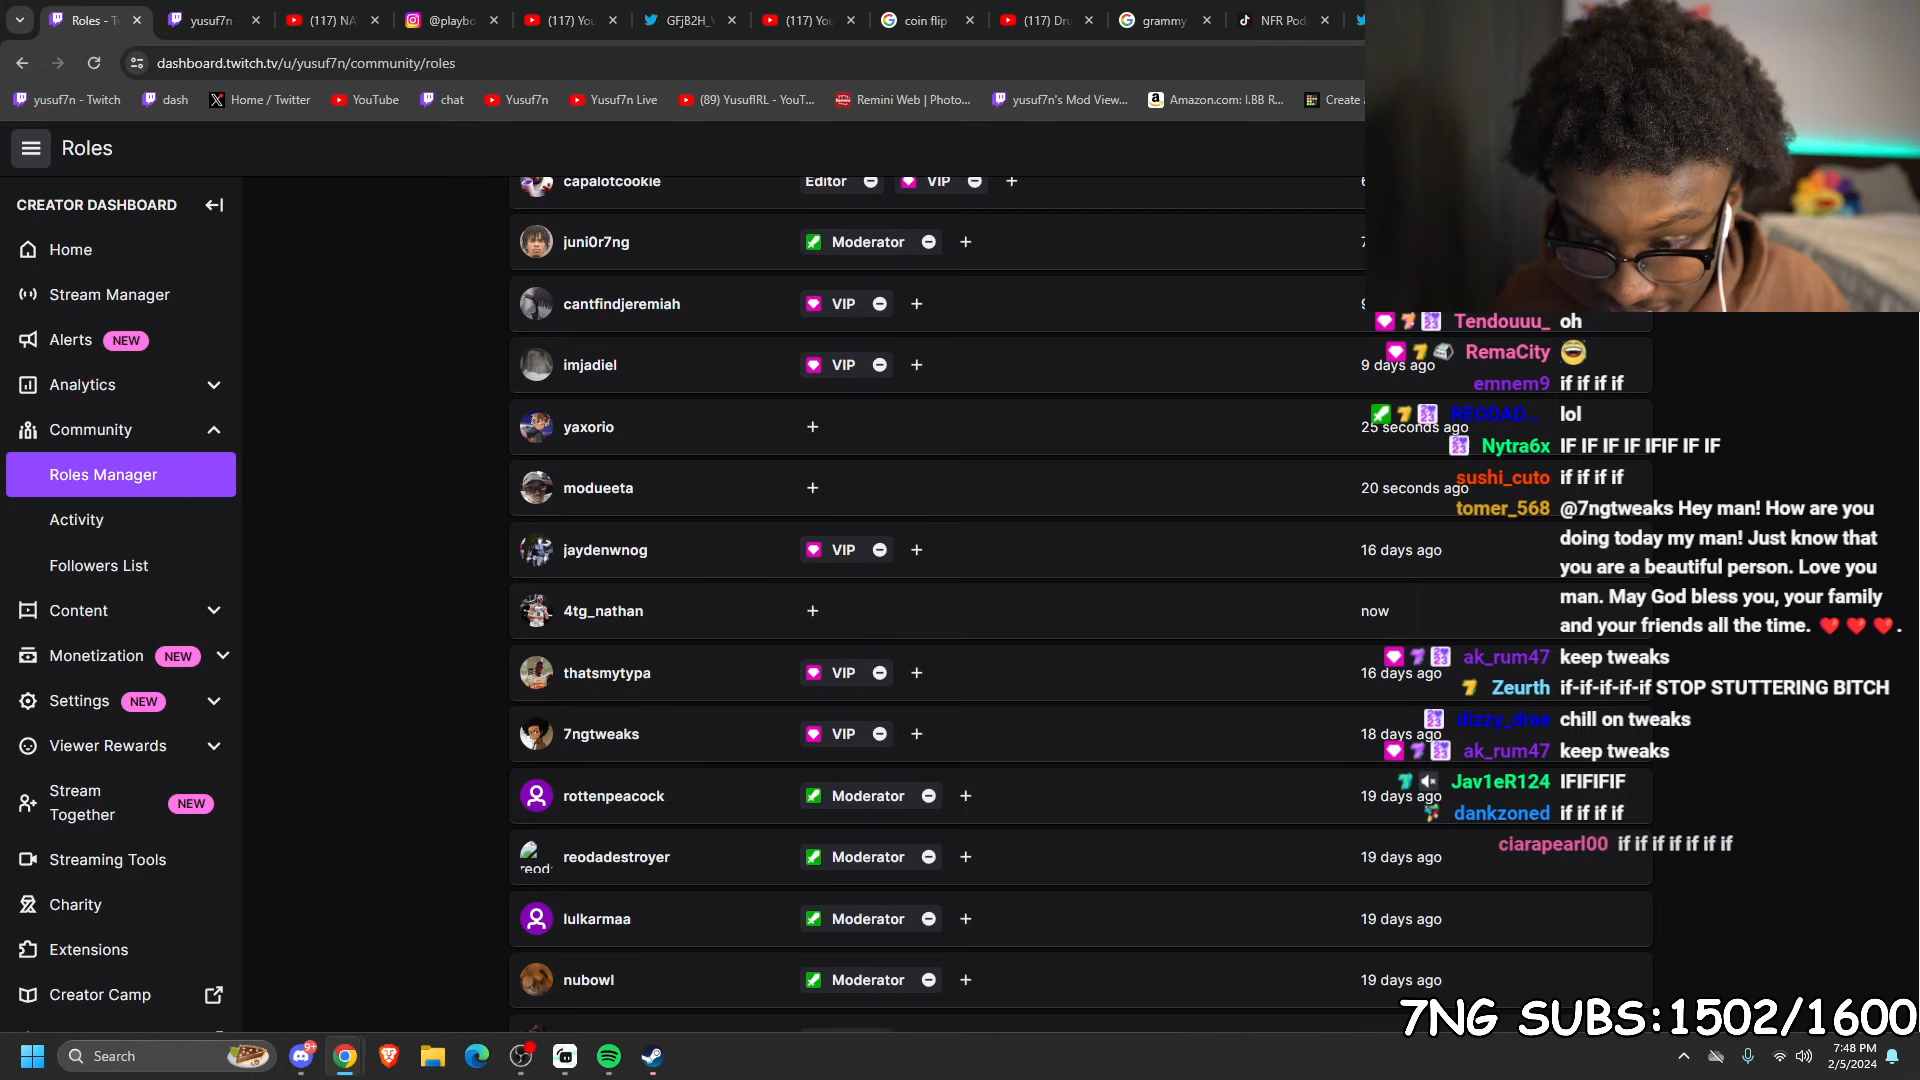 Roles - Tw
yusuf7n -
(117) NA
@playbo
(117) You
GFjB2H_
(117) You
coin flip
(117) Dru
grammy
NFR Pod
dashboard.twitch.tv/u/yusuf7n/community/roles
yusuf7n - Twitch
dash
Home / Twitter
YouTube
chat
Yusuf7n
Yusuf7n Live
(89) YusufIRL - YouT...
Remini Web | Photo...
yusuf7n's Mod View...
Amazon.com: I.BB R...
Create a
Roles
CREATOR DASHBOARD
Home
Stream Manager
Alerts NEW
Analytics
Community
Roles Manager
Activity
Followers List
Content
Monetization NEW
Settings NEW
Viewer Rewards
Stream
Together NEW
Streaming Tools
Charity
Extensions
Creator Camp
capalotcookie Editor VIP
juni0r7ng Moderator
cantfindjeremiah VIP
imjadiel VIP 9 days ago
yaxorio 25 seconds ago
modueeta 20 seconds ago
jaydenwnog VIP 16 days ago
4tg_nathan now
thatsmytypa VIP 16 days ago
7ngtweaks VIP 18 days ago
rottenpeacock Moderator 19 days ago
reoda
reodadestroyer Moderator 19 days ago
lulkarmaa Moderator 19 days ago
nubowl Moderator 19 days ago
Tendouuu_ oh
RemaCity
emnem9 if if if if
REODAD... lol
Nytra6x IF IF IF IF IFIF IF IF
sushi_cuto if if if if
tomer_568 @7ngtweaks Hey man! How are you
doing today my man! Just know that
you are a beautiful person. Love you
man. May God bless you, your family
and your friends all the time. ❤️ ❤️ ❤️.
ak_rum47 keep tweaks
Zeurth if-if-if-if-if STOP STUTTERING BITCH
dizzy_drae chill on tweaks
ak_rum47 keep tweaks
Jav1eR124 IFIFIFIF
dankzoned if if if if
ciarapearl00 if if if if if if if
7NG SUBS:1502/1600
Search
9+
7:48 PM
2/5/2024